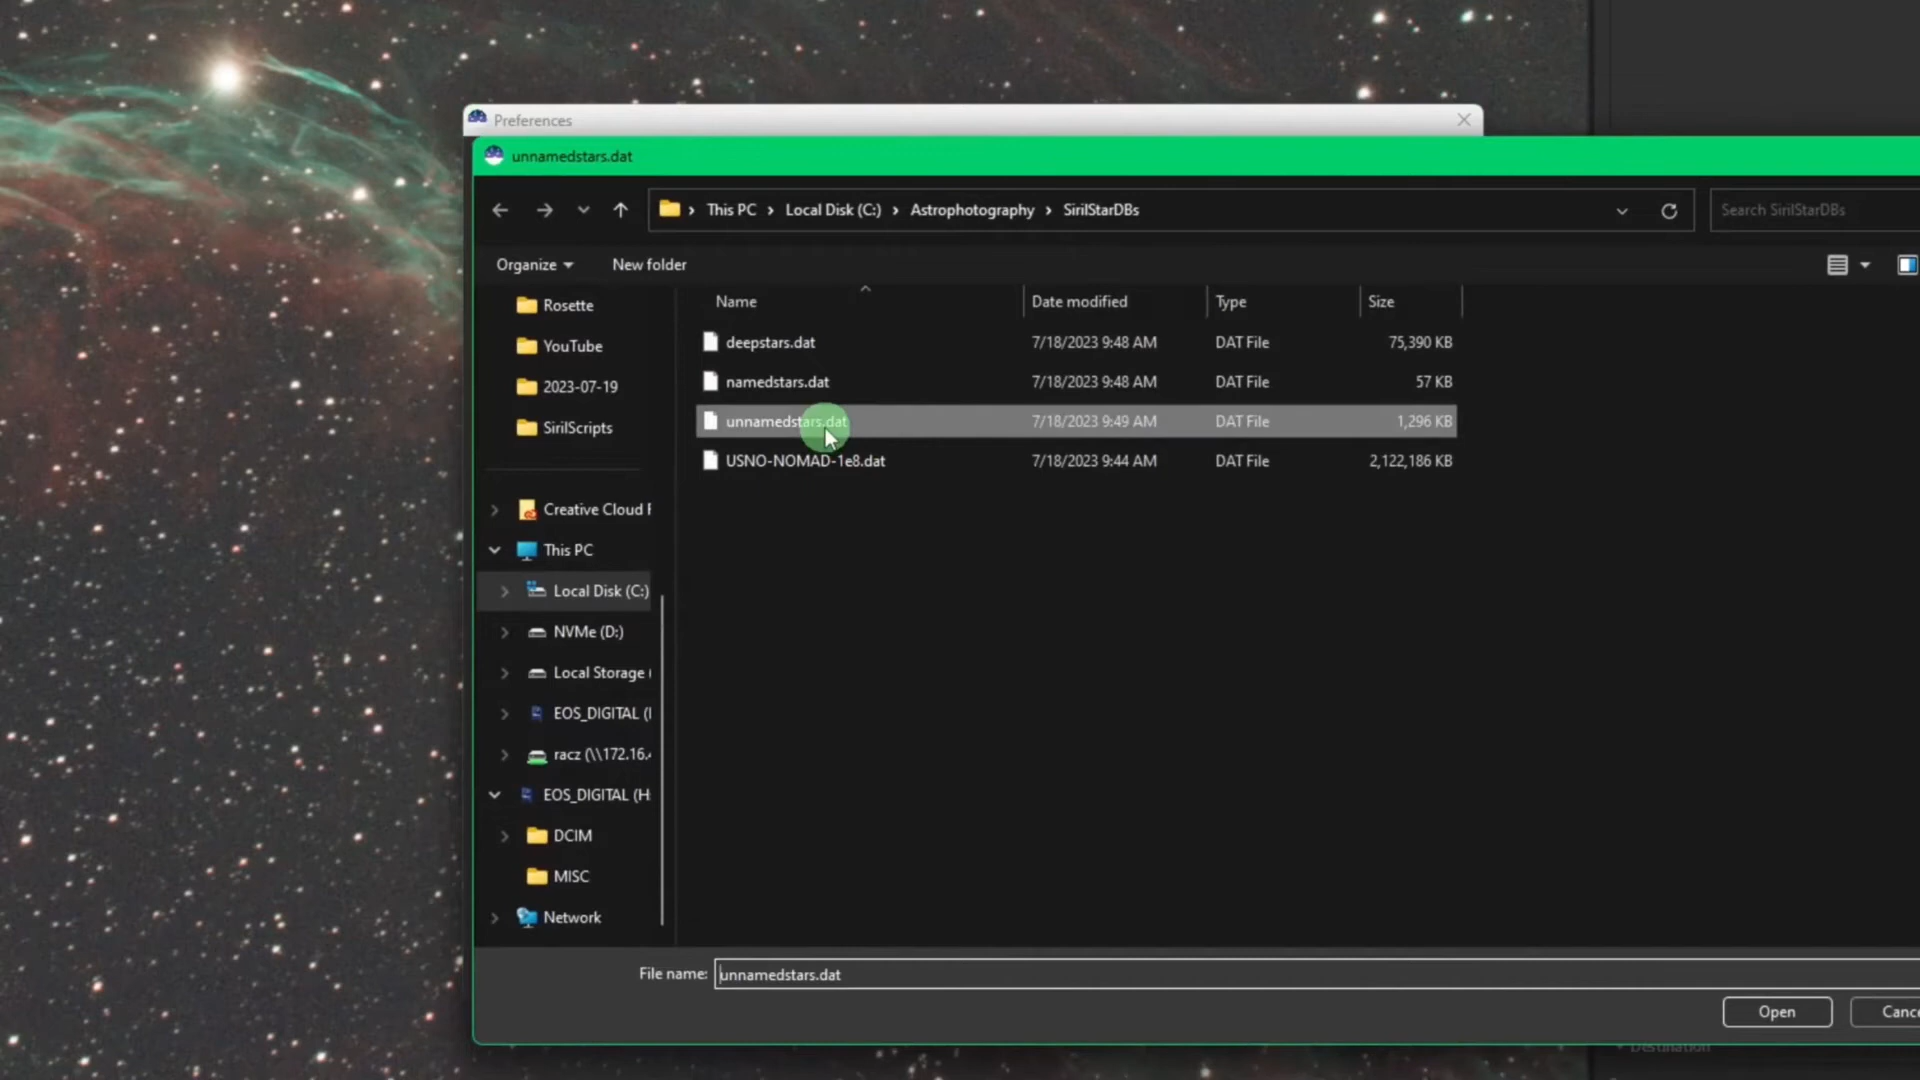 Preferences
unnamedstars.dat
This PC
Local Disk (C:)
Astrophotography
SirilStarDBs
Search SirilStarDBs
Organize
New folder
Name
Date modified
Type
Size
deepstars.dat 7/18/2023 9:48 AM DAT File 75,390 KB
namedstars.dat 7/18/2023 9:48 AM DAT File 57 KB
unnamedstars.dat 7/18/2023 9:49 AM DAT File 1,296 KB
USNO-NOMAD-1e8.dat 7/18/2023 9:44 AM DAT File 2,122,186 KB
Rosette
YouTube
2023-07-19
SirilScripts
Creative Cloud F
This PC
Local Disk (C:)
NVMe (D:)
Local Storage (
EOS_DIGITAL (
racz (\\172.16.
EOS_DIGITAL (H:
DCIM
MISC
Network
File name: unnamedstars.dat
Open
Cance
Destination